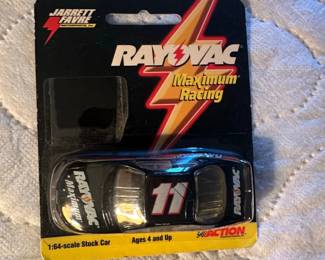 JARRETT
FAVRE
RAYOVAC
Maximum
Racing
RAYOVAC
Maximum
11
RAYOVAC
1:64-scale Stock Car
Ages 4 and Up
ACTION